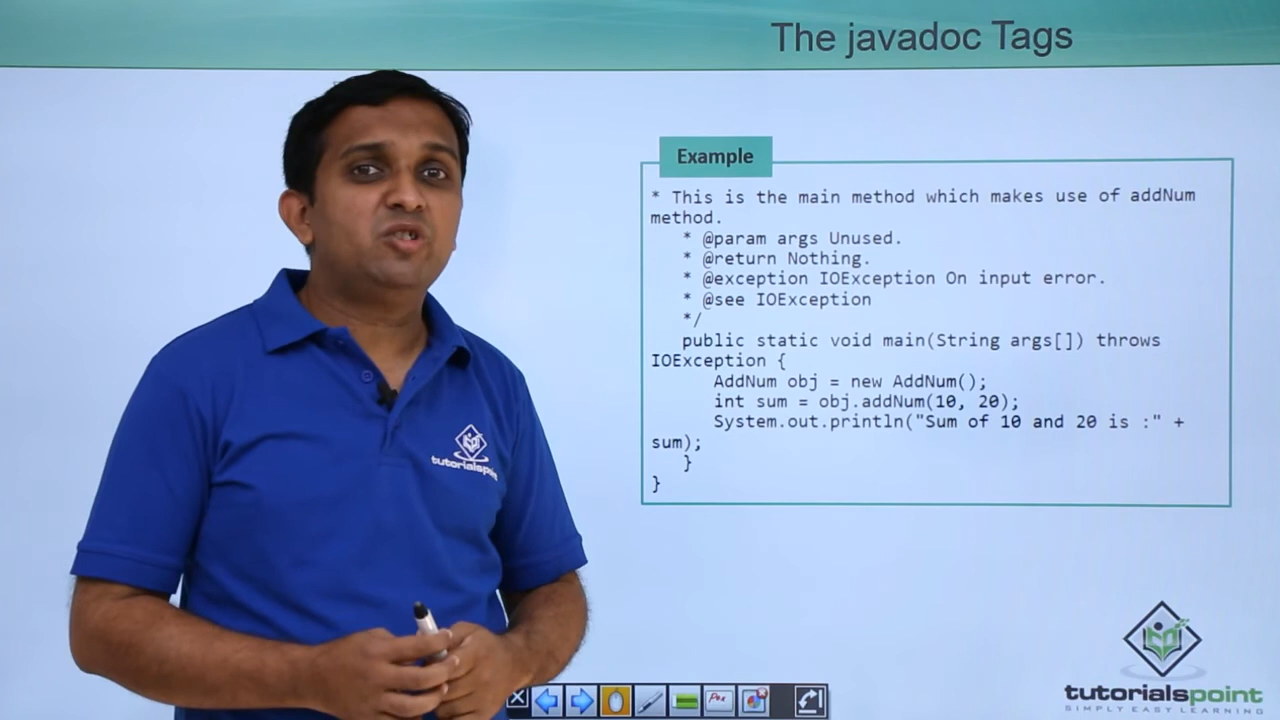 The javadoc Tags
Example
* This is the main method which makes use of addNum
method.
* @param args Unused.
* @return Nothing.
* @exception IOException On input error.
* @see IOException
*/
public static void main(String args[]) throws
IOException {
AddNum obj = new AddNum();
int sum = obj.addNum(10, 20);
System.out.println("Sum of 10 and 20 is :" +
sum);
}
}
tutorialspoint
tutorialspoint
SIMPLY EASY LEARNING